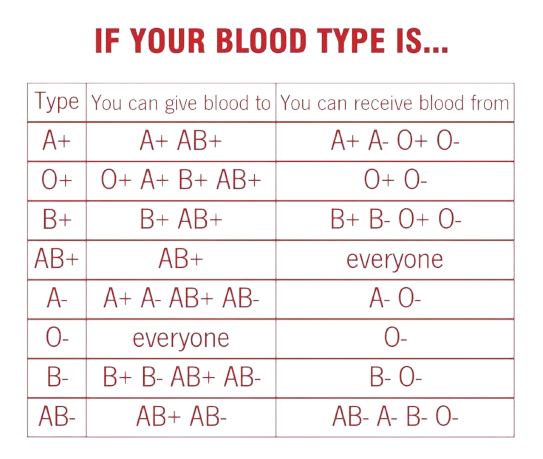 IF YOUR BLOOD TYPE IS...
Type You can give blood to You can receive blood from
A+ A+ AB+ A+ A- O+ O-
O+ O+ A+ B+ AB+ O+ O-
B+ B+ AB+ B+ B- O+ O-
AB+ AB+ everyone
A- A+ A- AB+ AB- A- O-
O- everyone O-
B- B+ B- AB+ AB- B- O-
AB- AB+ AB- AB- A- B- O-